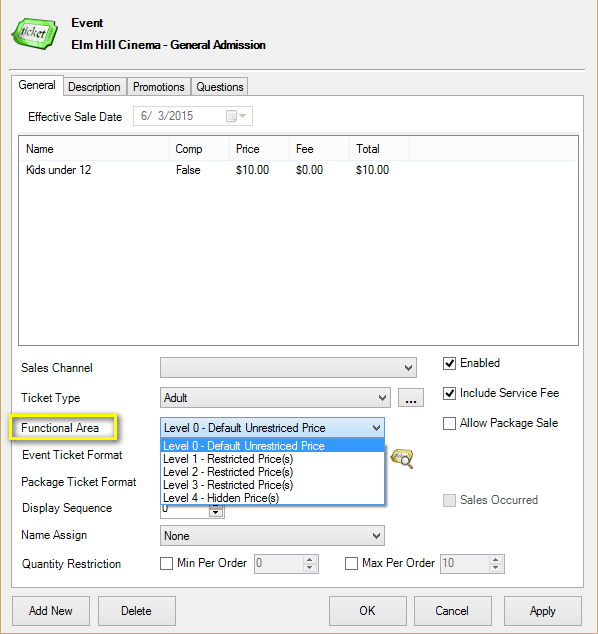 ticket
Event
Elm Hill Cinema - General Admission
General Description Promotions Questions
Effective Sale Date 6/ 3/2015
Name Comp Price Fee Total
Kids under 12 False $10.00 $0.00 $10.00
Sales Channel Enabled
Ticket Type Adult ... Include Service Fee
Functional Area Level 0 - Default Unrestriced Price Allow Package Sale
Level 0 - Default Unrestriced Price
Event Ticket Format Level 1 - Restricted Price(s)
Level 2 - Restricted Price(s)
Package Ticket Format Level 3 - Restricted Price(s)
Level 4 - Hidden Price(s) Sales Occurred
Display Sequence 0
Name Assign None
Quantity Restriction Min Per Order 0 Max Per Order 10
Add New Delete OK Cancel Apply